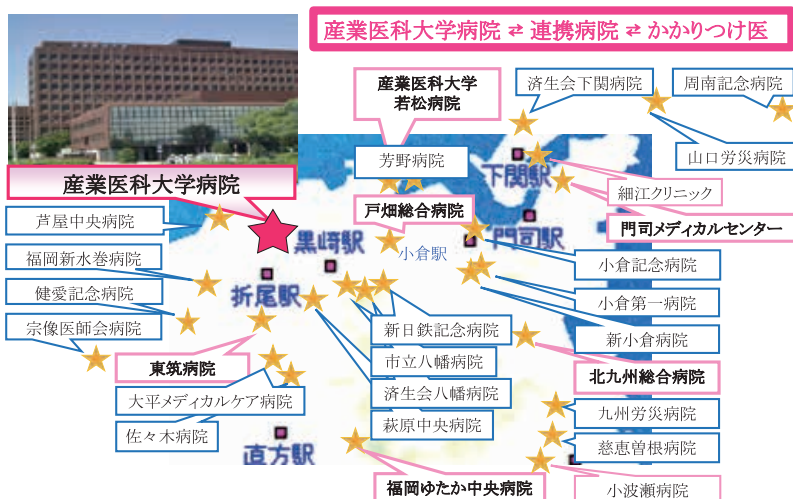 産業医科大学病院 ⇄ 連携病院 ⇄ かかりつけ医
産業医科大学
若松病院
済生会下関病院
周南記念病院
芳野病院
下関駅
山口労災病院
産業医科大学病院
細江クリニック
芦屋中央病院
戸畑総合病院
門司駅
門司メディカルセンター
黒崎駅
小倉駅
福岡新水巻病院
小倉記念病院
健愛記念病院
折尾駅
小倉第一病院
宗像医師会病院
新日鉄記念病院
新小倉病院
東筑病院
市立八幡病院
北九州総合病院
大平メディカルケア病院
済生会八幡病院
九州労災病院
佐々木病院
萩原中央病院
慈恵曽根病院
直方駅
福岡ゆたか中央病院
小波瀬病院